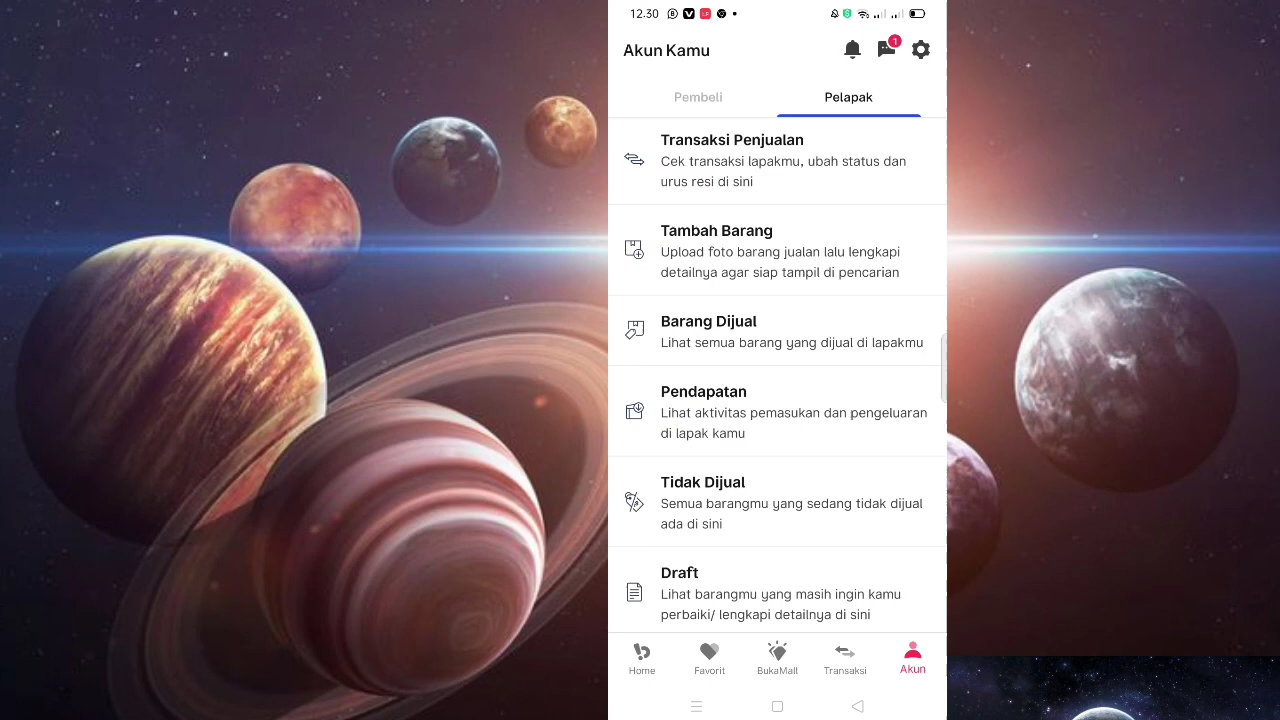 12.30
Akun Kamu
1
Pembeli
Pelapak
Transaksi Penjualan
Cek transaksi lapakmu, ubah status dan
urus resi di sini
Tambah Barang
Upload foto barang jualan lalu lengkapi
detailnya agar siap tampil di pencarian
Barang Dijual
Lihat semua barang yang dijual di lapakmu
Pendapatan
Lihat aktivitas pemasukan dan pengeluaran
di lapak kamu
Tidak Dijual
Semua barangmu yang sedang tidak dijual
ada di sini
Draft
Lihat barangmu yang masih ingin kamu
perbaiki/ lengkapi detailnya di sini
Home
Favorit
BukaMall
Transaksi
Akun